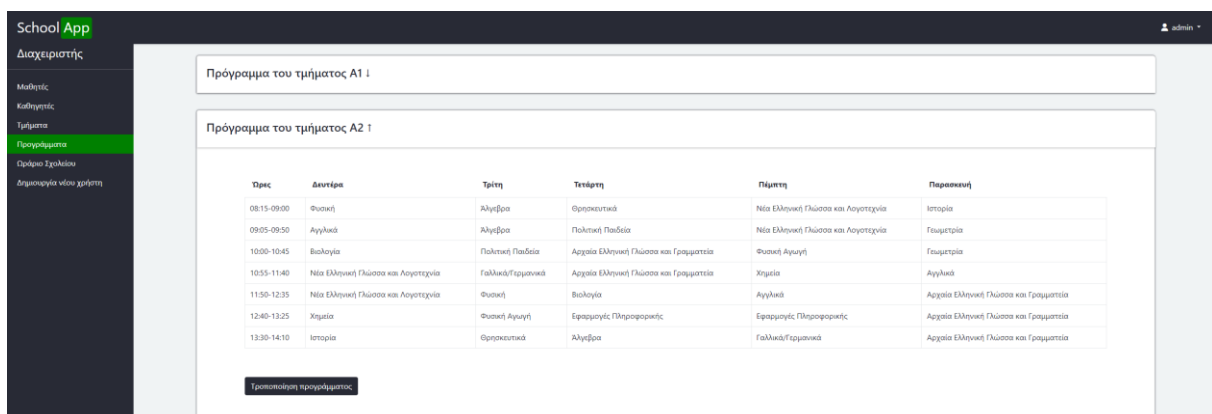 School App
admin
Διαχειριστής
Μαθητές
Καθηγητές
Τμήματα
Προγράμματα
Ωράριο Σχολείου
Δημιουργία νέου χρήστη
Πρόγραμμα του τμήματος Α1 ↓
Πρόγραμμα του τμήματος Α2 ↑
Ώρες Δευτέρα Τρίτη Τετάρτη Πέμπτη Παρασκευή
08:15-09:00 Φυσική Άλγεβρα Θρησκευτικά Νέα Ελληνική Γλώσσα και Λογοτεχνία Ιστορία
09:05-09:50 Αγγλικά Άλγεβρα Πολιτική Παιδεία Νέα Ελληνική Γλώσσα και Λογοτεχνία Γεωμετρία
10:00-10:45 Βιολογία Πολιτική Παιδεία Αρχαία Ελληνική Γλώσσα και Γραμματεία Φυσική Αγωγή Γεωμετρία
10:55-11:40 Νέα Ελληνική Γλώσσα και Λογοτεχνία Γαλλικά/Γερμανικά Αρχαία Ελληνική Γλώσσα και Γραμματεία Χημεία Αγγλικά
11:50-12:35 Νέα Ελληνική Γλώσσα και Λογοτεχνία Φυσική Βιολογία Αγγλικά Αρχαία Ελληνική Γλώσσα και Γραμματεία
12:40-13:25 Χημεία Φυσική Αγωγή Εφαρμογές Πληροφορικής Εφαρμογές Πληροφορικής Αρχαία Ελληνική Γλώσσα και Γραμματεία
13:30-14:10 Ιστορία Θρησκευτικά Άλγεβρα Γαλλικά/Γερμανικά Αρχαία Ελληνική Γλώσσα και Γραμματεία
Τροποποίηση προγράμματος